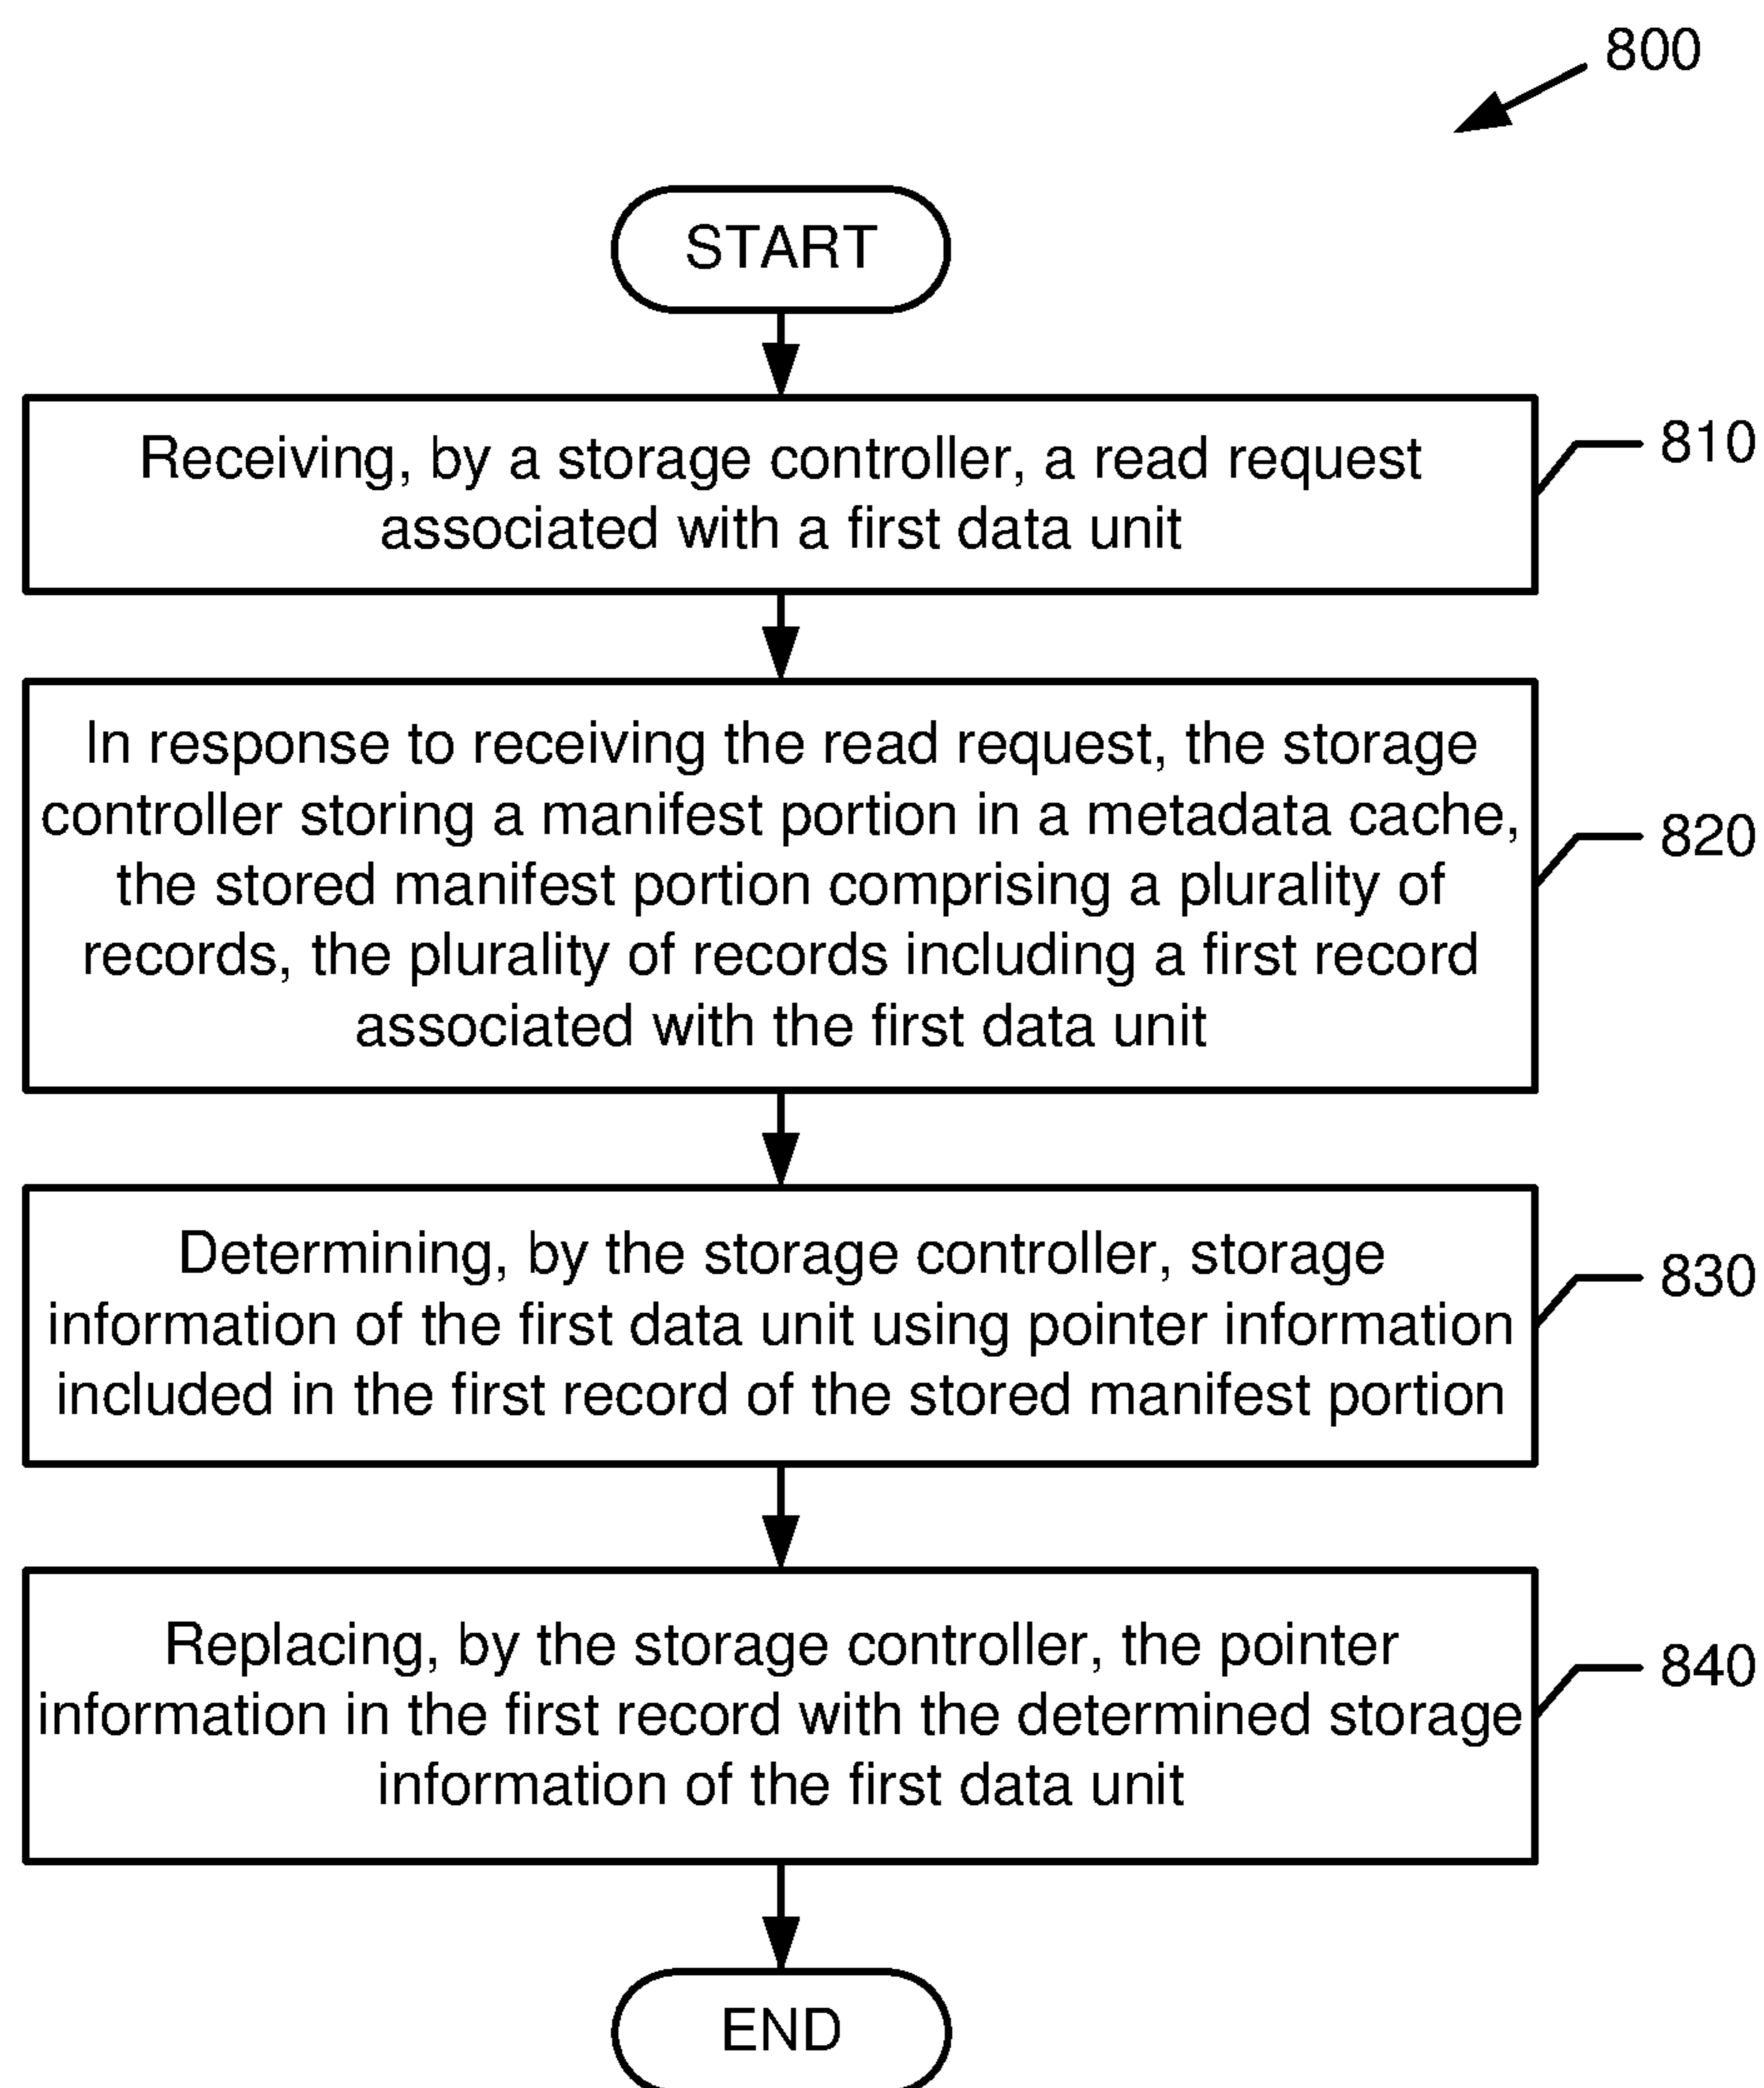 800
START
Receiving, by a storage controller, a read request
associated with a first data unit
810
In response to receiving the read request, the storage
controller storing a manifest portion in a metadata cache,
the stored manifest portion comprising a plurality of
records, the plurality of records including a first record
associated with the first data unit
820
Determining, by the storage controller, storage
information of the first data unit using pointer information
included in the first record of the stored manifest portion
830
Replacing, by the storage controller, the pointer
information in the first record with the determined storage
information of the first data unit
840
END